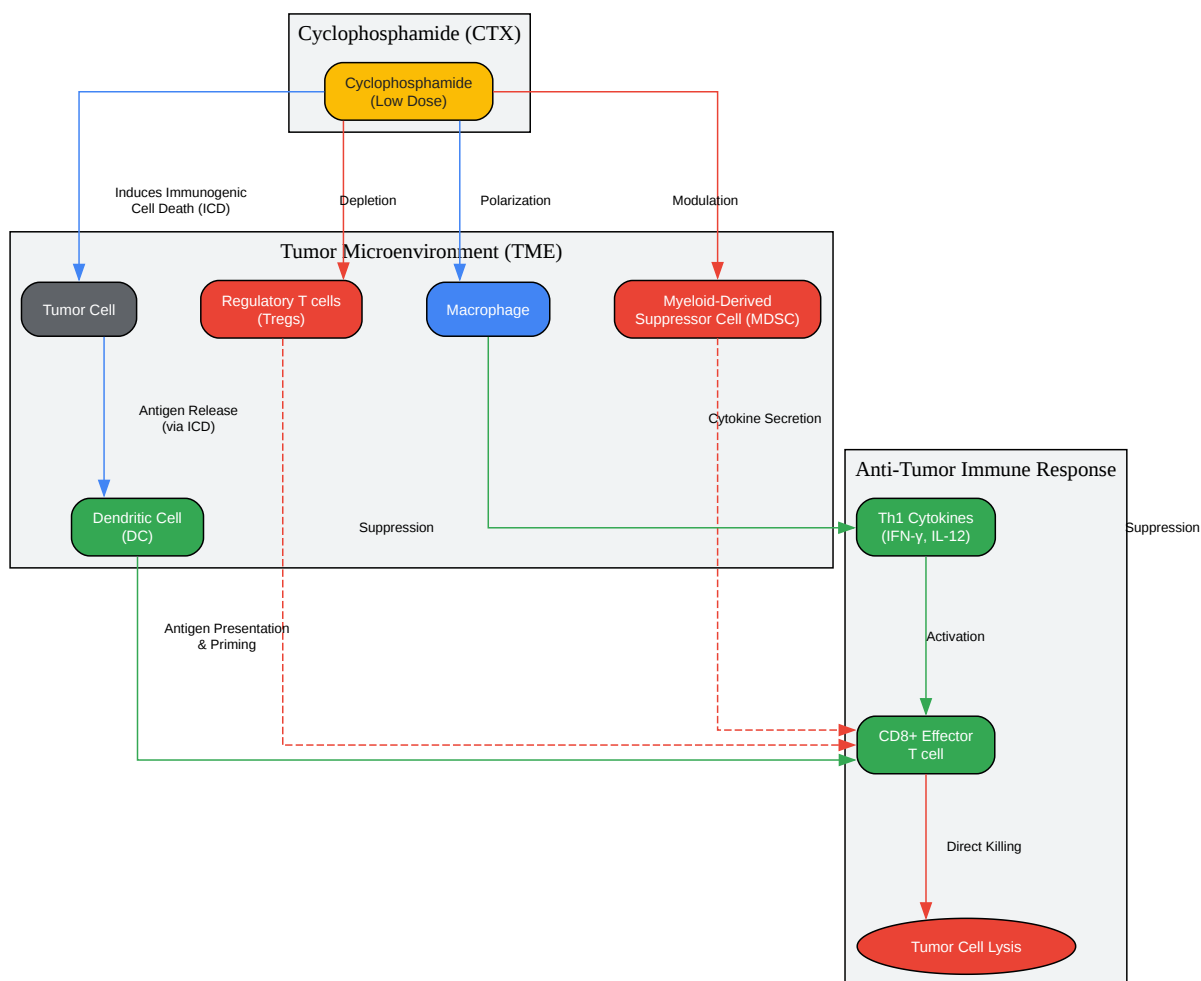 Cyclophosphamide (CTX)
Cyclophosphamide
(Low Dose)
Induces Immunogenic
Cell Death (ICD)
Depletion
Polarization
Modulation
Tumor Microenvironment (TME)
Tumor Cell
Regulatory T cells
(Tregs)
Macrophage
Myeloid-Derived
Suppressor Cell (MDSC)
Antigen Release
(via ICD)
Cytokine Secretion
Anti-Tumor Immune Response
Dendritic Cell
(DC)
Suppression
Th1 Cytokines
(IFN-γ, IL-12)
Suppression
Antigen Presentation
& Priming
Activation
CD8+ Effector
T cell
Direct Killing
Tumor Cell Lysis